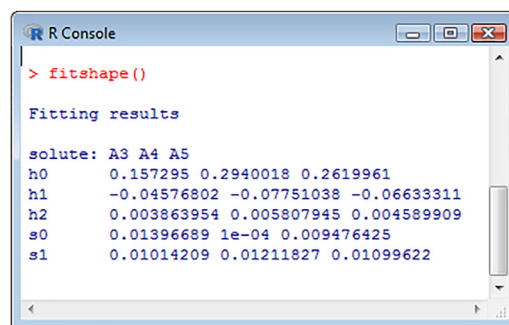 R Console
> fitshape()
Fitting results
solute: A3 A4 A5
h0 0.157295 0.2940018 0.2619961
h1 -0.04576802 -0.07751038 -0.06633311
h2 0.003863954 0.005807945 0.004589909
s0 0.01396689 1e-04 0.009476425
s1 0.01014209 0.01211827 0.01099622